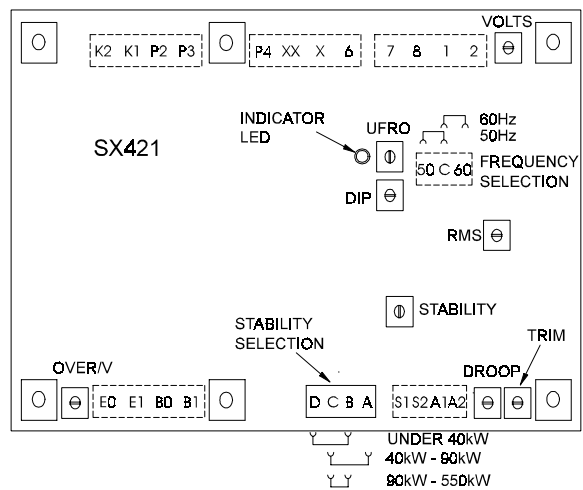 VOLTS
K2 K1 P2 P3
P4 XX X 6
7 8 1 2
INDICATOR
LED
UFRO
60Hz
50Hz
SX421
50 C 60
FREQUENCY
SELECTION
DIP
RMS
STABILITY
STABILITY
SELECTION
TRIM
OVER/V
DROOP
E0 E1 B0 B1
D C B A
S1 S2 A1 A2
UNDER 40kW
40kW - 90kW
90kW - 550kW